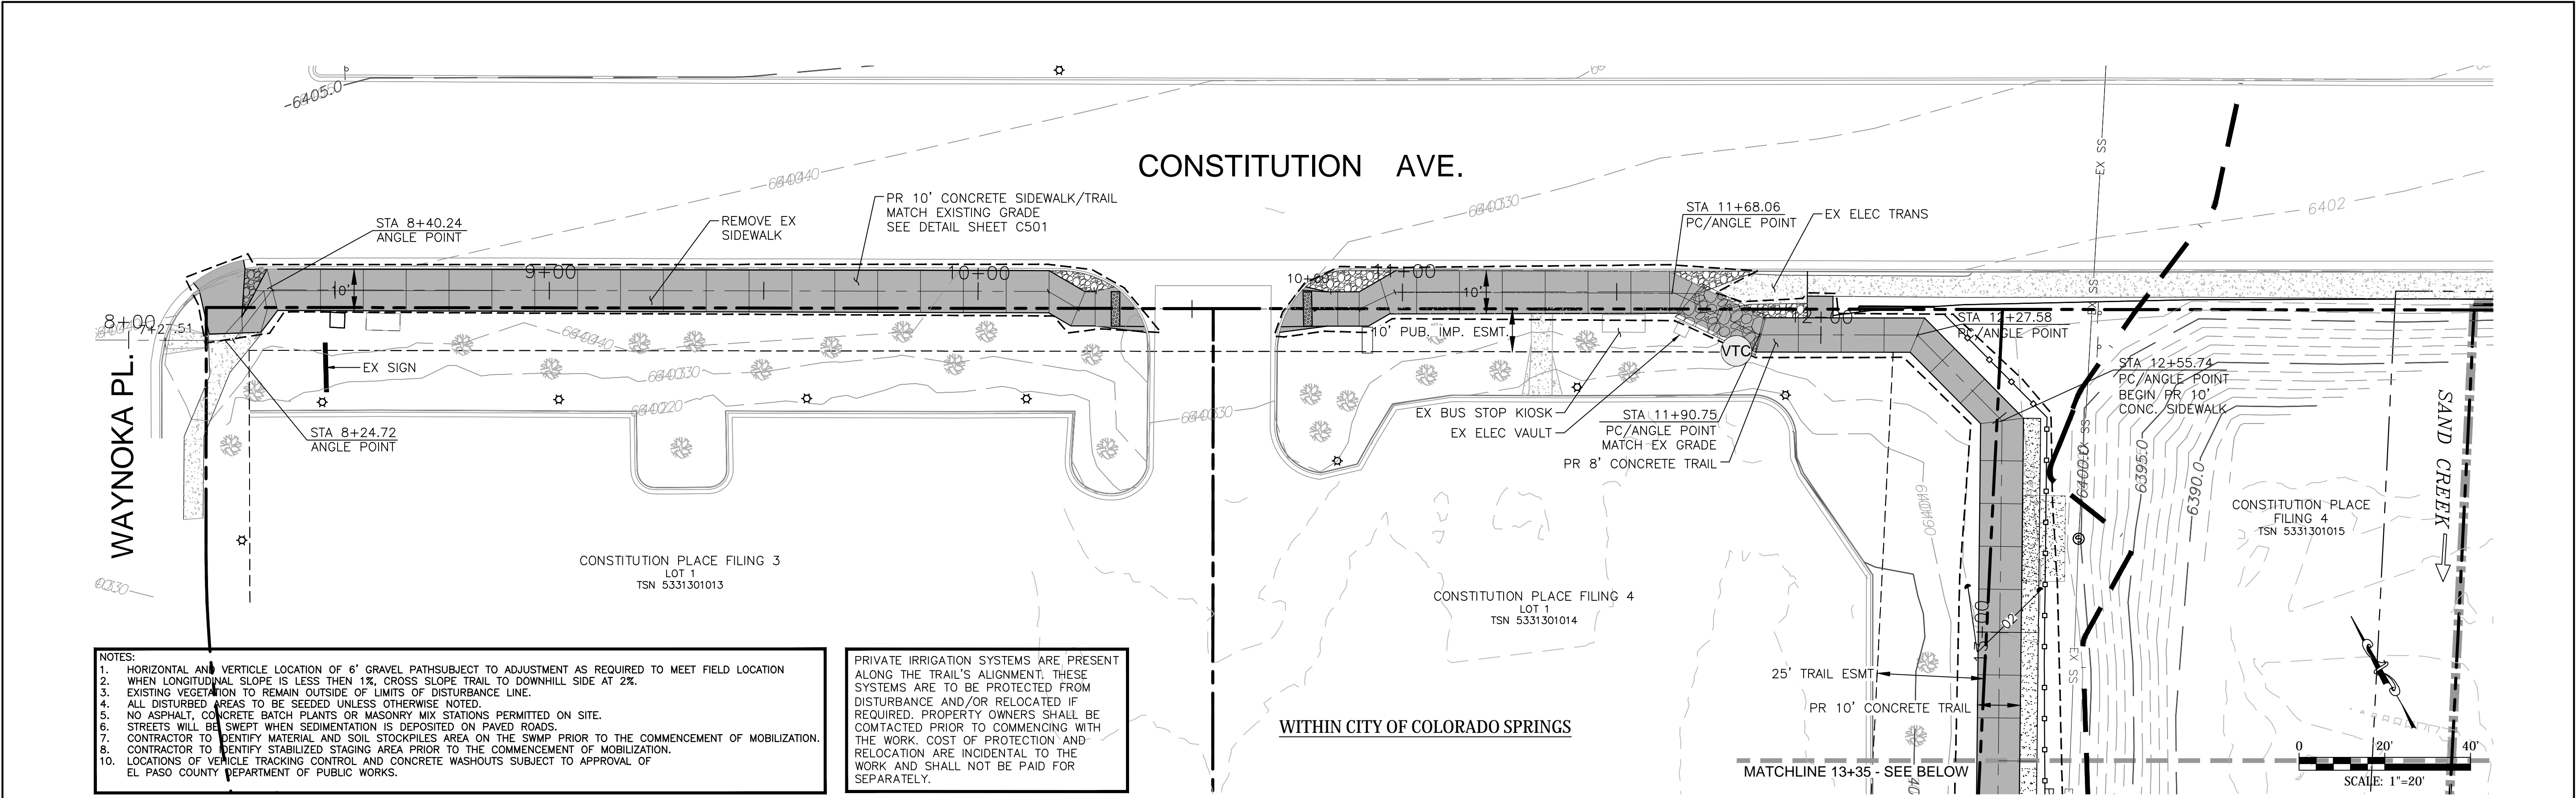 6405.0
CONSTITUTION AVE.
STA 8+40.24
ANGLE POINT
REMOVE EX
SIDEWALK
PR 10' CONCRETE SIDEWALK/TRAIL
MATCH EXISTING GRADE
SEE DETAIL SHEET C501
STA 11+68.06
PC/ANGLE POINT
EX ELEC TRANS
6402
EX SS
EX SS
9+00
10+00
11+00
10'
10'
8+00
7+27.51
10' PUB. IMP. ESMT.
12+00
STA 12+27.58
PC/ANGLE POINT
VTC
EX SIGN
STA 12+55.74
PC/ANGLE POINT
BEGIN PR 10'
CONC. SIDEWALK
WAYNOKA PL.
STA 8+24.72
ANGLE POINT
EX BUS STOP KIOSK
EX ELEC VAULT
STA 11+90.75
PC/ANGLE POINT
MATCH EX GRADE
PR 8' CONCRETE TRAIL
EX SS
6395.0
6390.0
SAND CREEK
S
CONSTITUTION PLACE
FILING 4
TSN 5331301015
CONSTITUTION PLACE FILING 3
LOT 1
TSN 5331301013
CONSTITUTION PLACE FILING 4
LOT 1
TSN 5331301014
13+00
EX SS
25' TRAIL ESMT
PR 10' CONCRETE TRAIL
NOTES:
1. HORIZONTAL AND VERTICLE LOCATION OF 6' GRAVEL PATHSUBJECT TO ADJUSTMENT AS REQUIRED TO MEET FIELD LOCATION
2. WHEN LONGITUDINAL SLOPE IS LESS THEN 1%, CROSS SLOPE TRAIL TO DOWNHILL SIDE AT 2%.
3. EXISTING VEGETATION TO REMAIN OUTSIDE OF LIMITS OF DISTURBANCE LINE.
4. ALL DISTURBED AREAS TO BE SEEDED UNLESS OTHERWISE NOTED.
5. NO ASPHALT, CONCRETE BATCH PLANTS OR MASONRY MIX STATIONS PERMITTED ON SITE.
6. STREETS WILL BE SWEPT WHEN SEDIMENTATION IS DEPOSITED ON PAVED ROADS.
7. CONTRACTOR TO IDENTIFY MATERIAL AND SOIL STOCKPILES AREA ON THE SWMP PRIOR TO THE COMMENCEMENT OF MOBILIZATION.
8. CONTRACTOR TO IDENTIFY STABILIZED STAGING AREA PRIOR TO THE COMMENCEMENT OF MOBILIZATION.
10. LOCATIONS OF VEHICLE TRACKING CONTROL AND CONCRETE WASHOUTS SUBJECT TO APPROVAL OF
EL PASO COUNTY DEPARTMENT OF PUBLIC WORKS.
PRIVATE IRRIGATION SYSTEMS ARE PRESENT
ALONG THE TRAIL'S ALIGNMENT. THESE
SYSTEMS ARE TO BE PROTECTED FROM
DISTURBANCE AND/OR RELOCATED IF
REQUIRED. PROPERTY OWNERS SHALL BE
COMTACTED PRIOR TO COMMENCING WITH
THE WORK. COST OF PROTECTION AND
RELOCATION ARE INCIDENTAL TO THE
WORK AND SHALL NOT BE PAID FOR
SEPARATELY.
WITHIN CITY OF COLORADO SPRINGS
MATCHLINE 13+35 - SEE BELOW
0 20' 40'
SCALE: 1"=20'